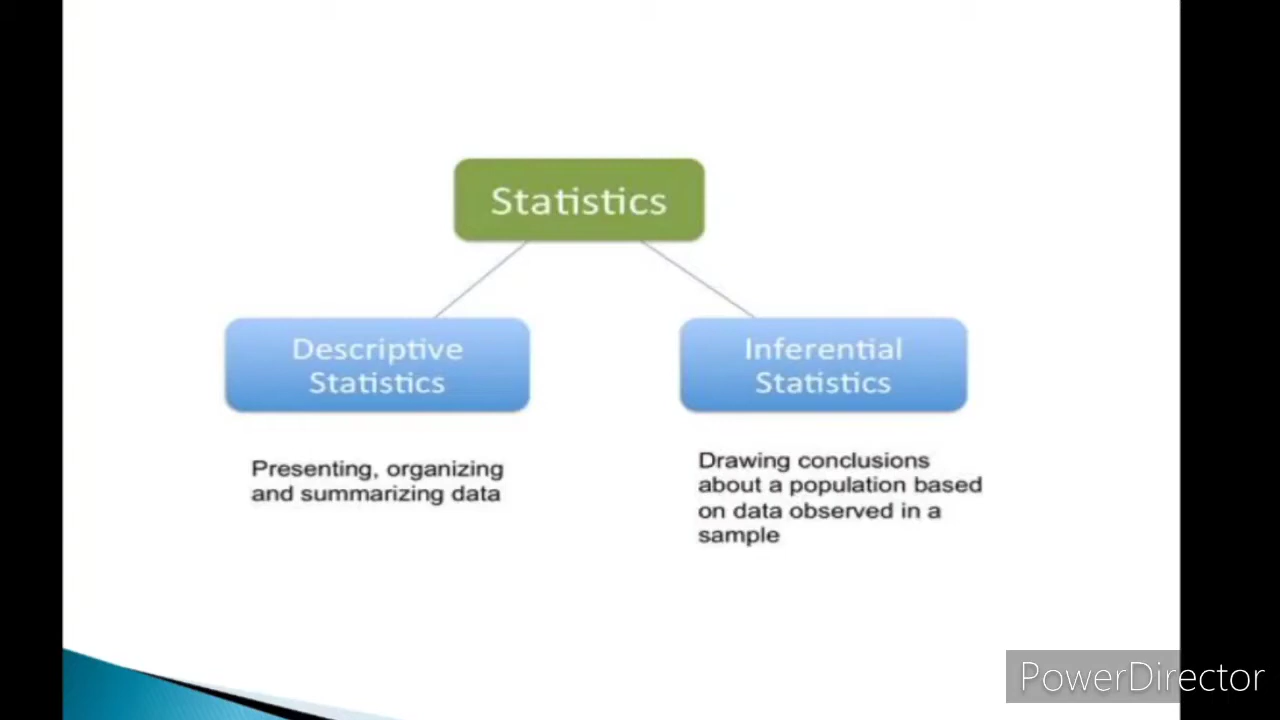 Statistics
Descriptive
Statistics
Inferential
Statistics
Presenting, organizing
and summarizing data
Drawing conclusions
about a population based
on data observed in a
sample
PowerDirector